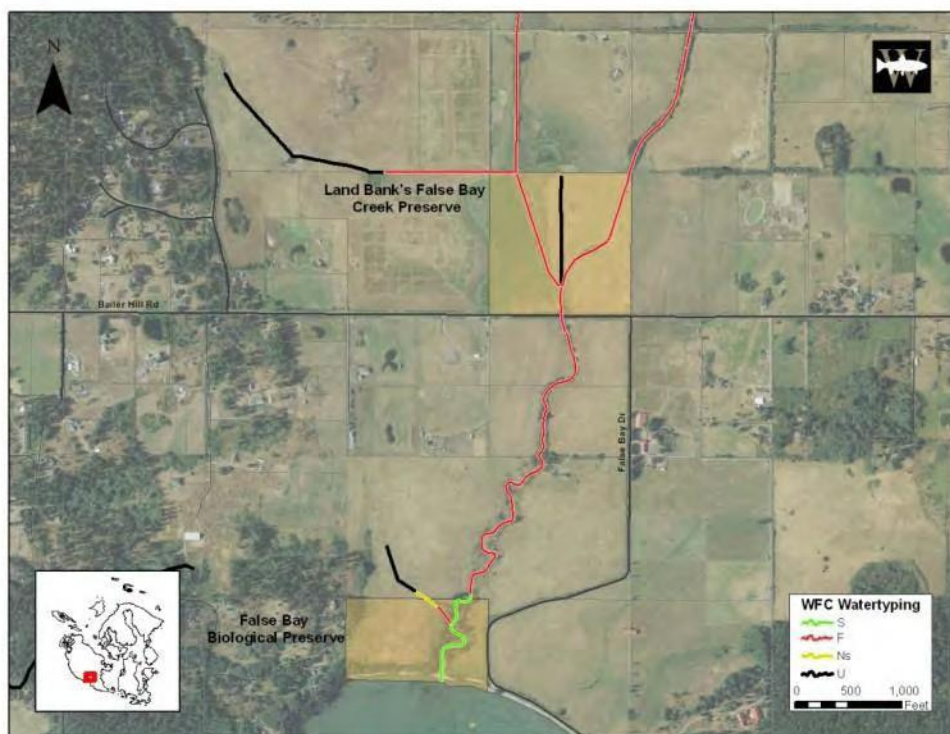 N
W
Land Bank's False Bay
Creek Preserve
Bailer Hill Rd
False Bay Dr
False Bay
Biological Preserve
WFC Watertyping
S
F
Ns
U
0 500 1,000
Feet